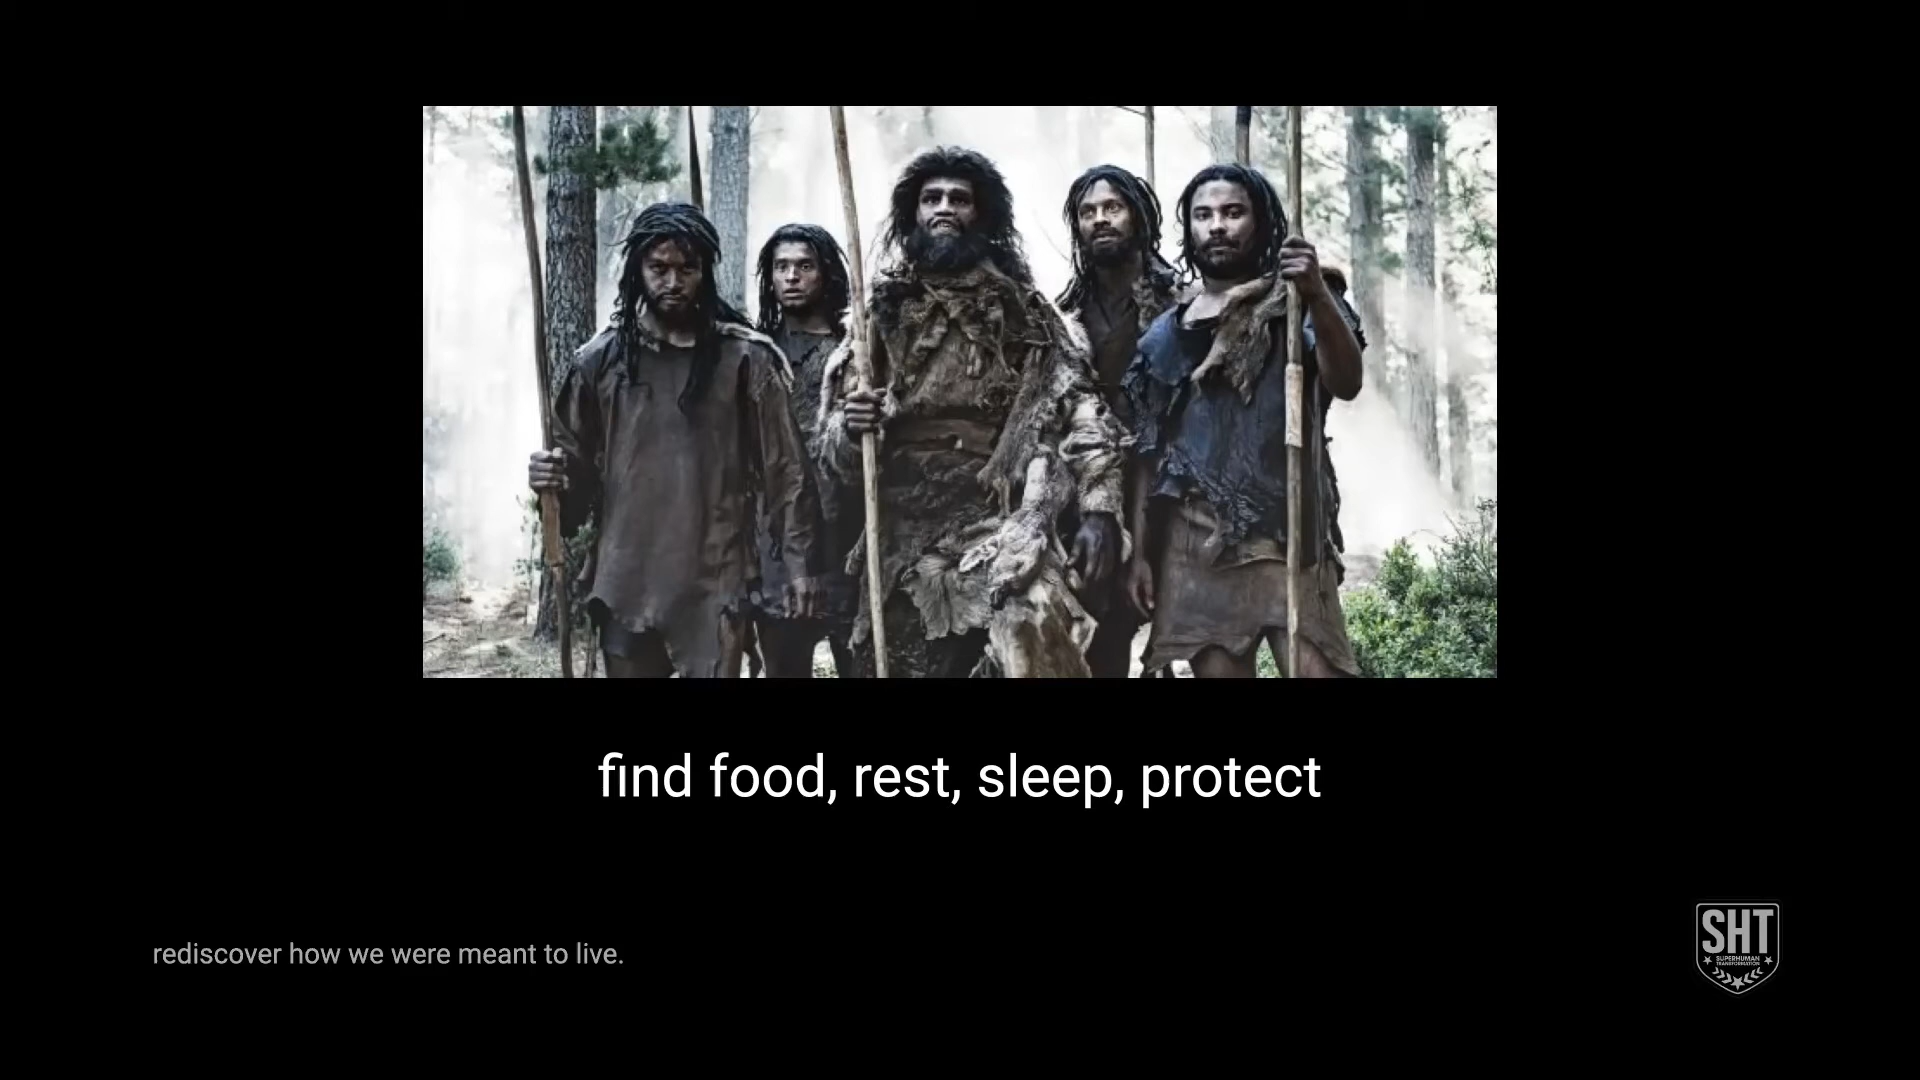 find food, rest, sleep, protect
rediscover how we were meant to live.
SHT
SUPERHUMAN
TRANSFORMATION